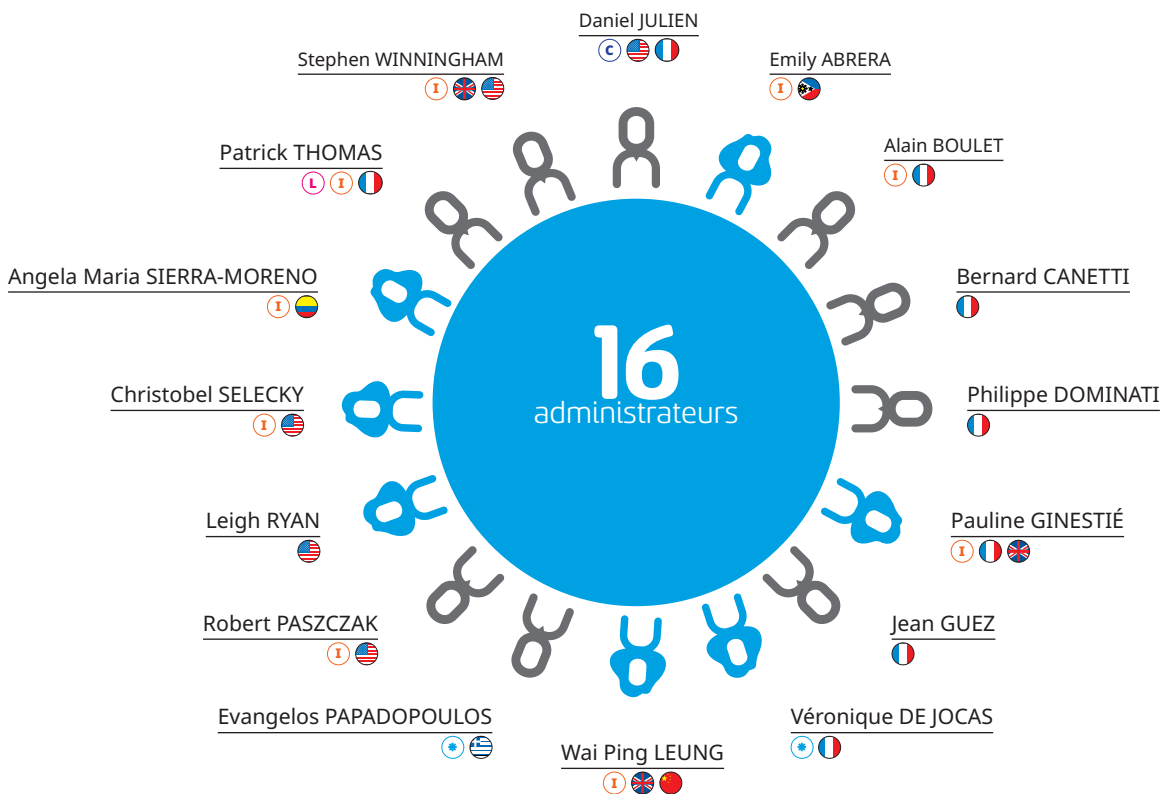 Daniel JULIEN
C
Stephen WINNINGHAM
I
Emily ABRERA
I
Patrick THOMAS
L I
Alain BOULET
I
Angela Maria SIERRA-MORENO
I
Bernard CANETTI
16
administrateurs
Christobel SELECKY
I
Philippe DOMINATI
Leigh RYAN
Pauline GINESTIÉ
I
Robert PASZCZAK
I
Jean GUEZ
Evangelos PAPADOPOULOS
Véronique DE JOCAS
Wai Ping LEUNG
I